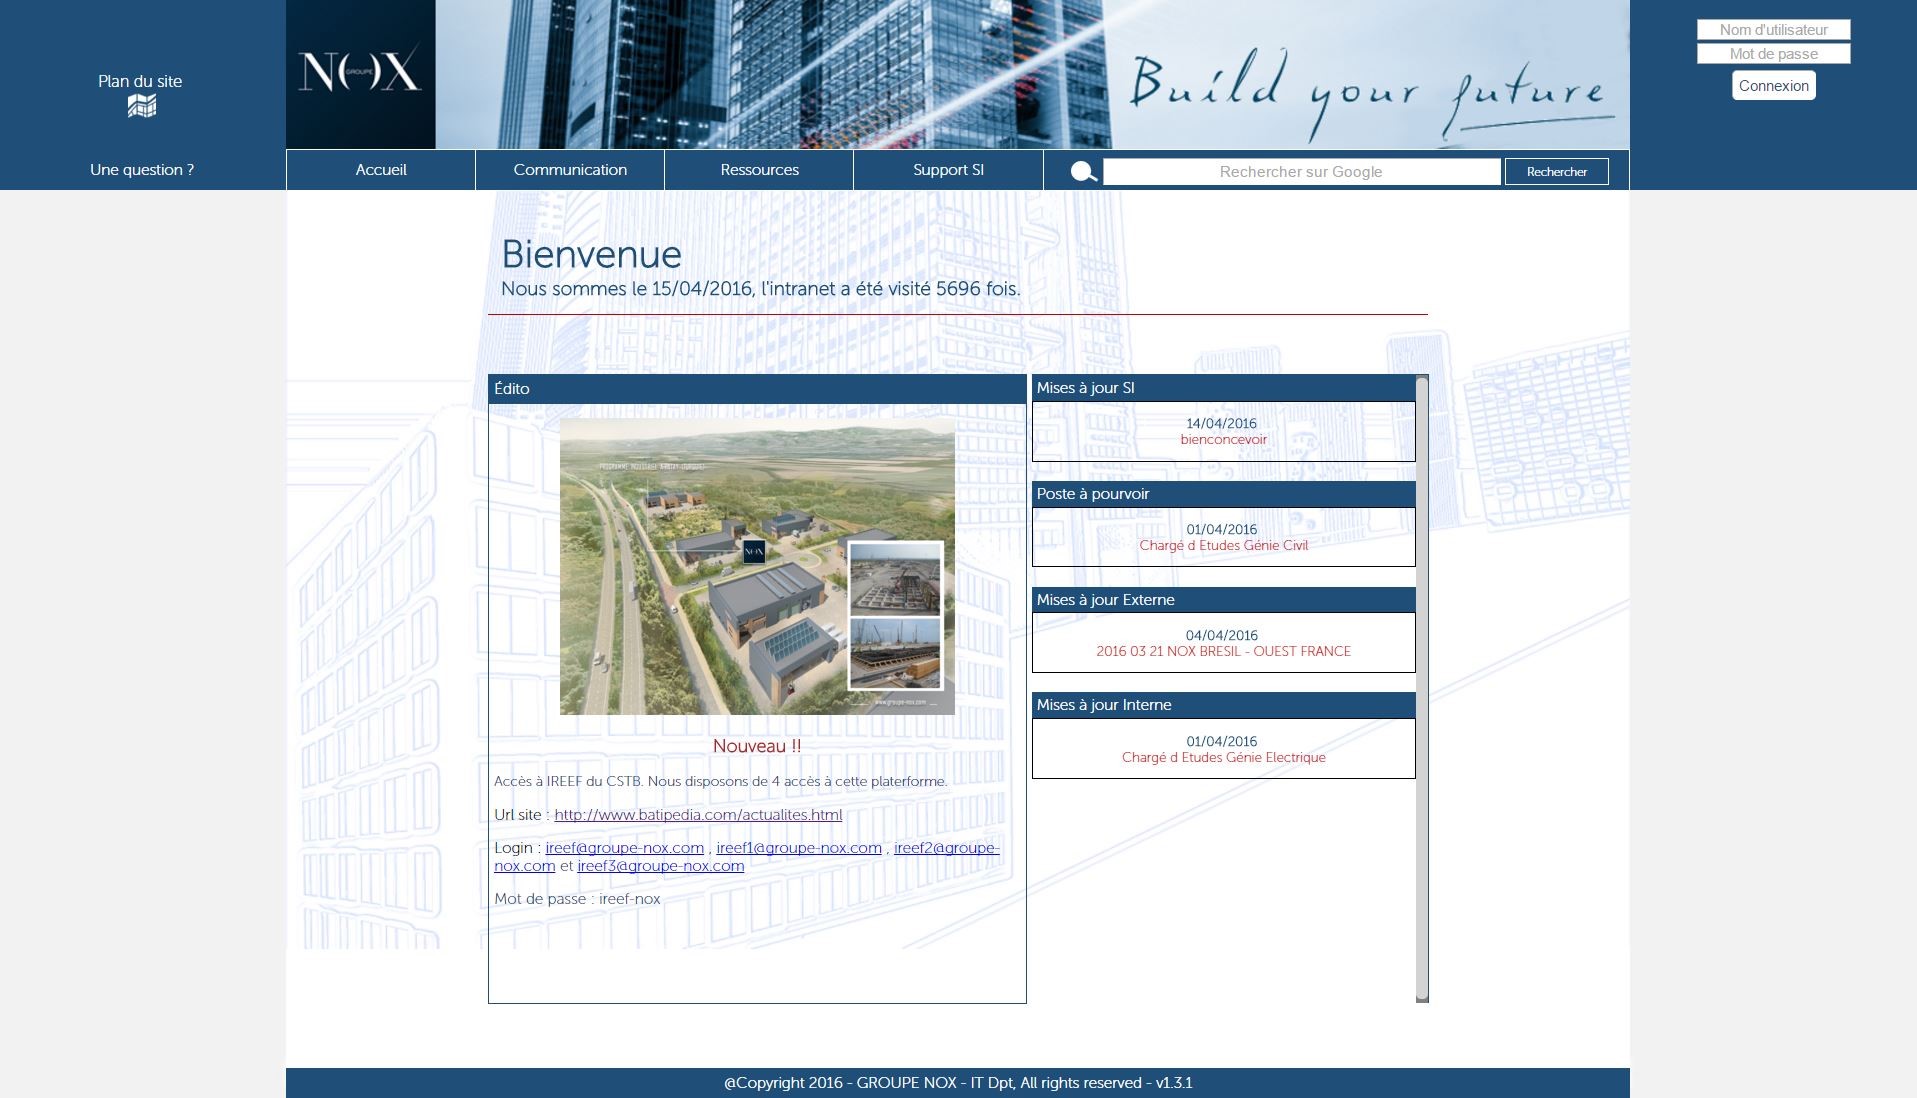 Plan du site
Une question ?
NOX
GROUPE
Build your future
Nom d'utilisateur
Mot de passe
Connexion
Accueil
Communication
Ressources
Support SI
Rechercher sur Google
Rechercher
Bienvenue
Nous sommes le 15/04/2016, l'intranet a été visité 5696 fois.
Édito
NOX
www.groupe-nox.com
Nouveau !!
Accès à IREEF du CSTB. Nous disposons de 4 accès à cette platerforme.
Url site : http://www.batipedia.com/actualites.html
Login : ireef@groupe-nox.com , ireef1@groupe-nox.com , ireef2@groupe-
nox.com et ireef3@groupe-nox.com
Mot de passe : ireef-nox
Mises à jour SI
14/04/2016
bienconcevoir
Poste à pourvoir
01/04/2016
Chargé d Etudes Génie Civil
Mises à jour Externe
04/04/2016
2016 03 21 NOX BRESIL - OUEST FRANCE
Mises à jour Interne
01/04/2016
Chargé d Etudes Génie Electrique
@Copyright 2016 - GROUPE NOX - IT Dpt, All rights reserved - v1.3.1